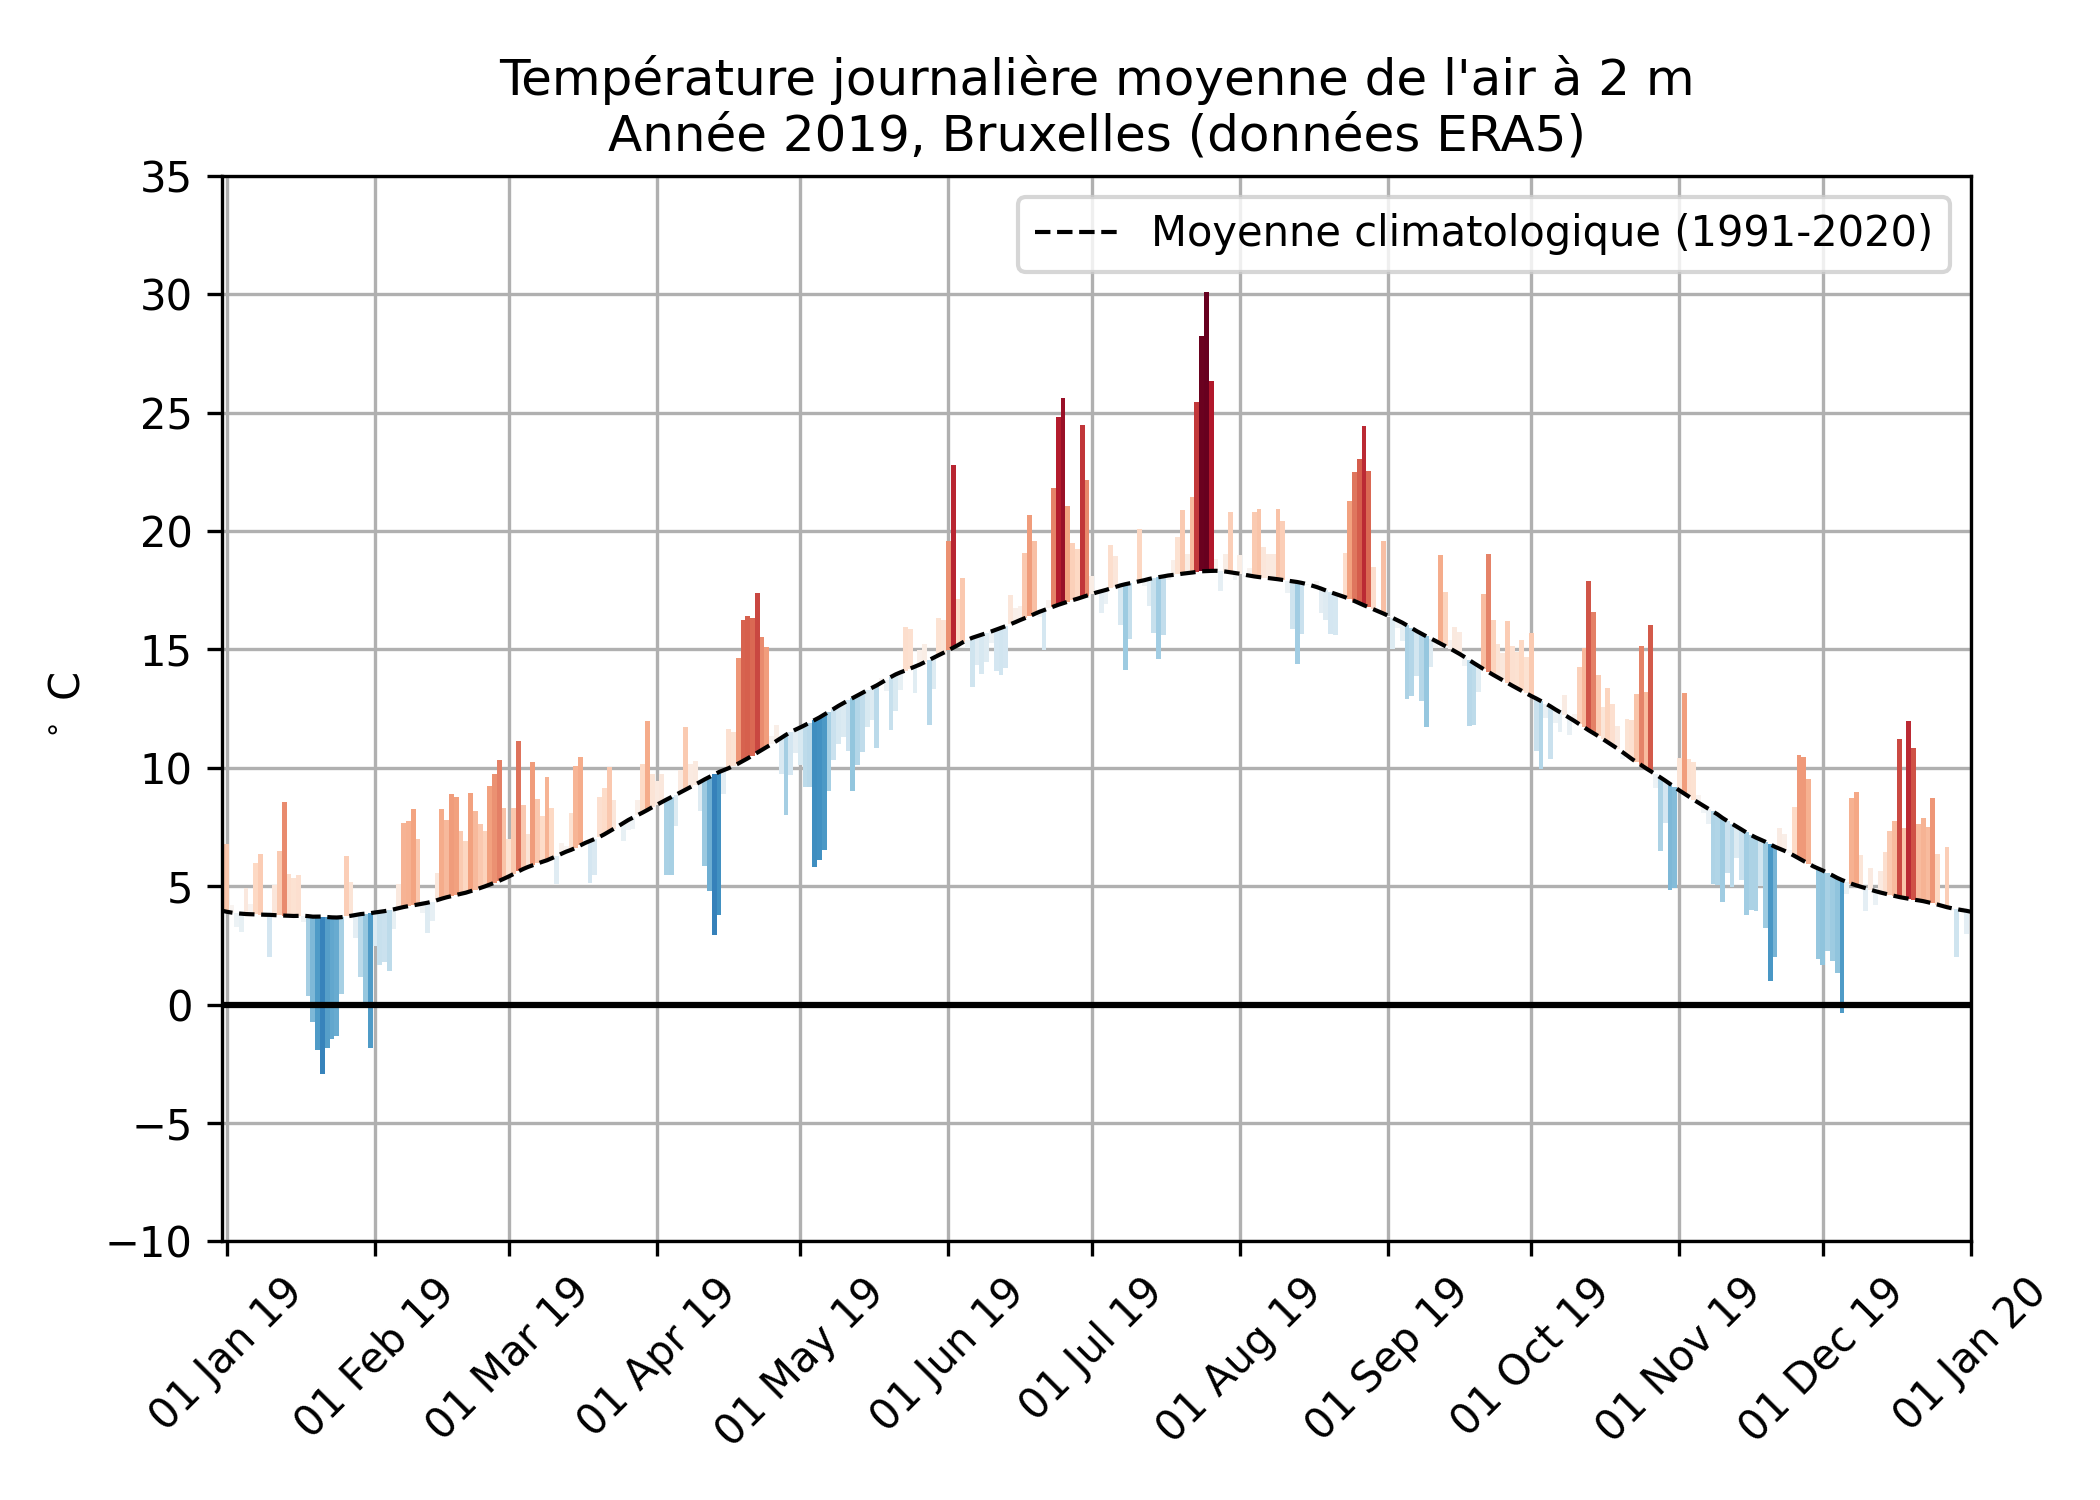 Température journalière moyenne de l'air à 2 m
Année 2019, Bruxelles (données ERA5)
Moyenne climatologique (1991-2020)
° C
35
30
25
20
15
10
5
0
−5
−10
01 Jan 19
01 Feb 19
01 Mar 19
01 Apr 19
01 May 19
01 Jun 19
01 Jul 19
01 Aug 19
01 Sep 19
01 Oct 19
01 Nov 19
01 Dec 19
01 Jan 20